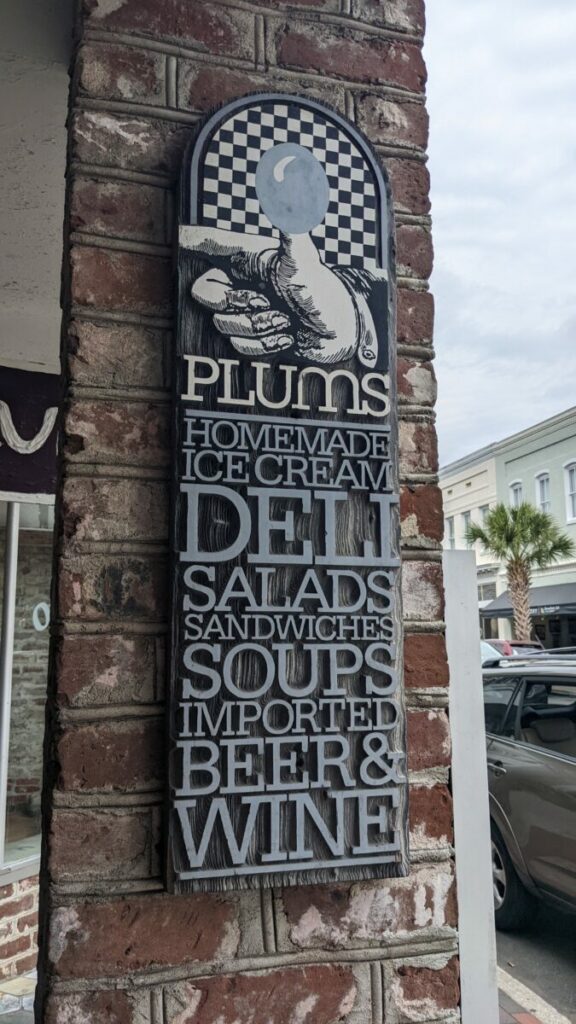 PLUMS
HOMEMADE
ICE CREAM
DELI
SALADS
SANDWICHES
SOUPS
IMPORTED
BEER &
WINE